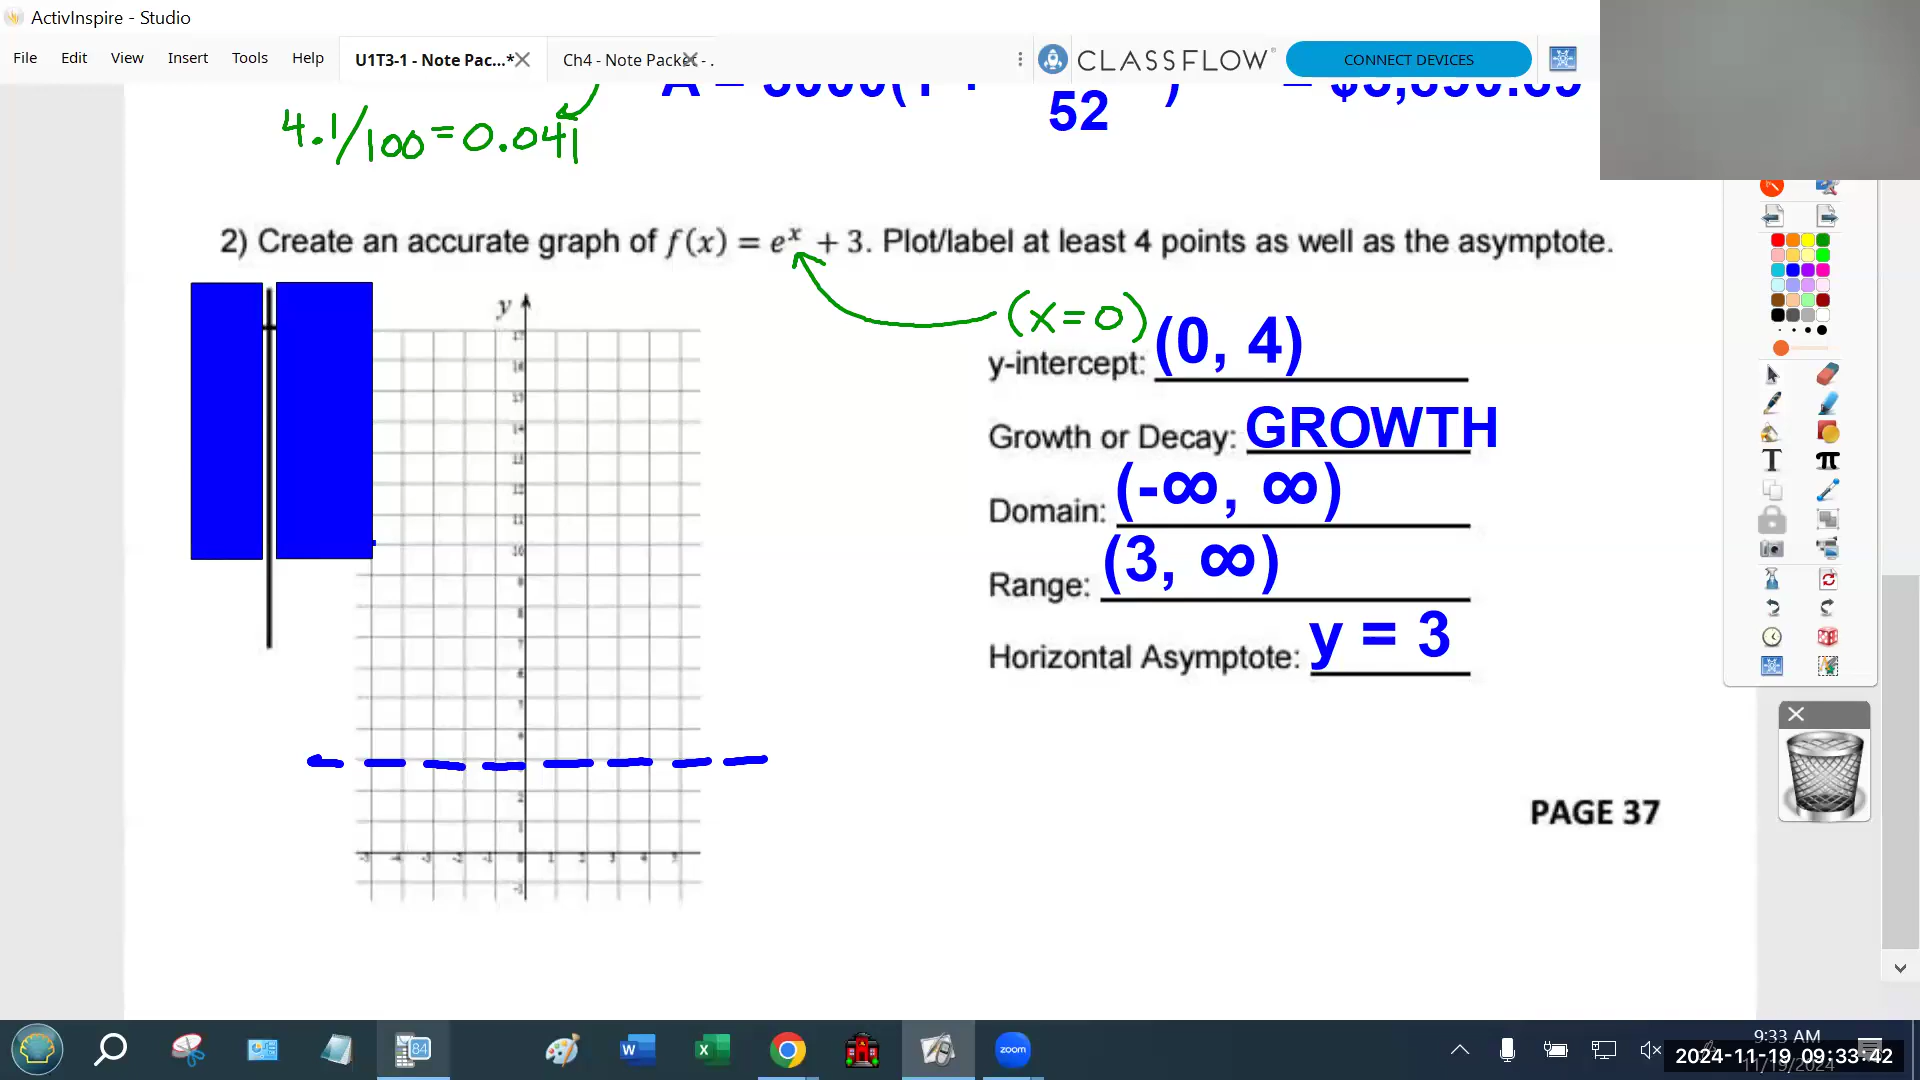 ActivInspire - Studio
File Edit View Insert Tools Help U1T3-1 - Note Pac...* Ch4 - Note Packet - . CLASSFLOW CONNECT DEVICES
52
4.1/100 = 0.041
2) Create an accurate graph of f(x) = eˣ + 3. Plot/label at least 4 points as well as the asymptote.
(x=0)
y-intercept: (0, 4)
Growth or Decay: GROWTH
Domain: (-∞, ∞)
Range: (3, ∞)
Horizontal Asymptote: y = 3
y
PAGE 37
9:33 AM
2024-11-19 09:33:42
84
zoom